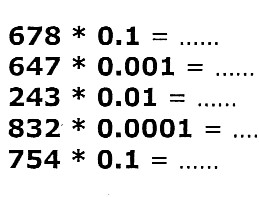 678 * 0.1 = ......
647 * 0.001 = ......
243 * 0.01 = ......
832 * 0.0001 = ....
754 * 0.1 = ......